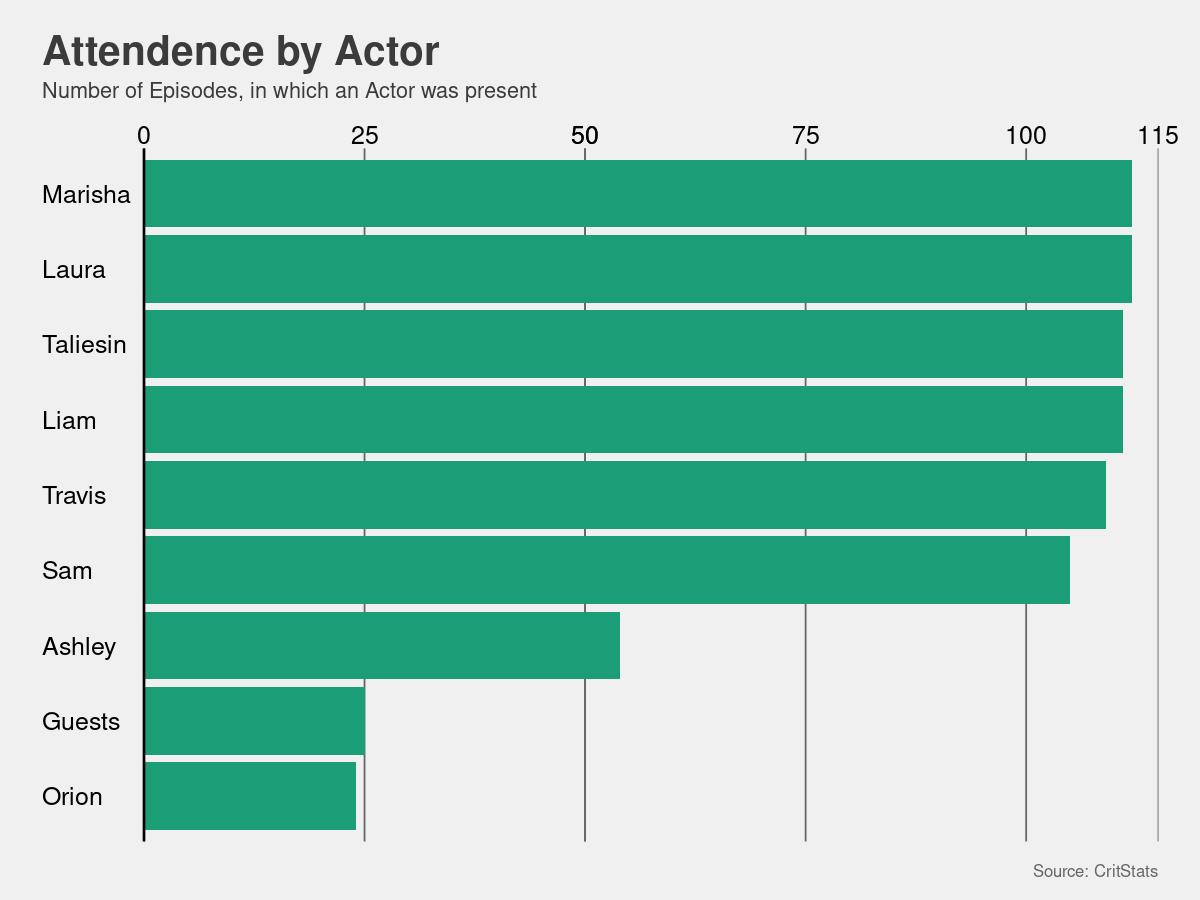 Attendence by Actor
Number of Episodes, in which an Actor was present
0 25 50 75 100 115
Marisha
Laura
Taliesin
Liam
Travis
Sam
Ashley
Guests
Orion
Source: CritStats